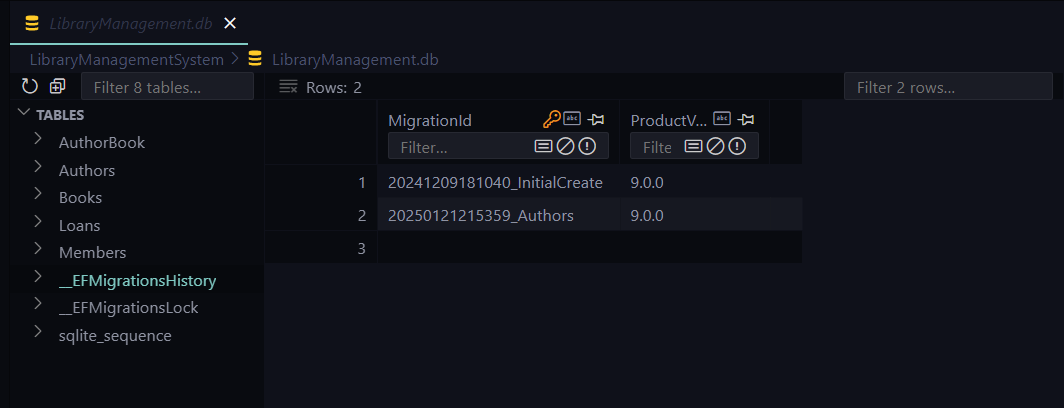 LibraryManagement.db
LibraryManagementSystem > LibraryManagement.db
Filter 8 tables...
Rows: 2
Filter 2 rows...
TABLES
AuthorBook
Authors
Books
Loans
Members
__EFMigrationsHistory
__EFMigrationsLock
sqlite_sequence
MigrationId
abc
ProductV...
abc
Filter...
Filte
1 20241209181040_InitialCreate 9.0.0
2 20250121215359_Authors 9.0.0
3